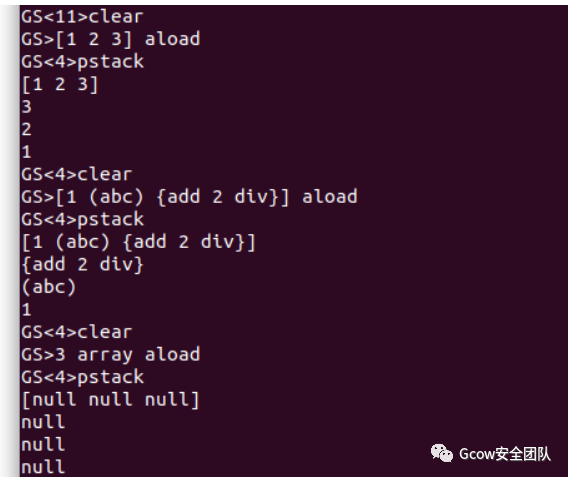 GS<11>clear
GS>[1 2 3] aload
GS<4>pstack
[1 2 3]
3
2
1
GS<4>clear
GS>[1 (abc) {add 2 div}] aload
GS<4>pstack
[1 (abc) {add 2 div}]
{add 2 div}
(abc)
1
GS<4>clear
GS>3 array aload
GS<4>pstack
[null null null]
null
null
null
Gcow安全团队